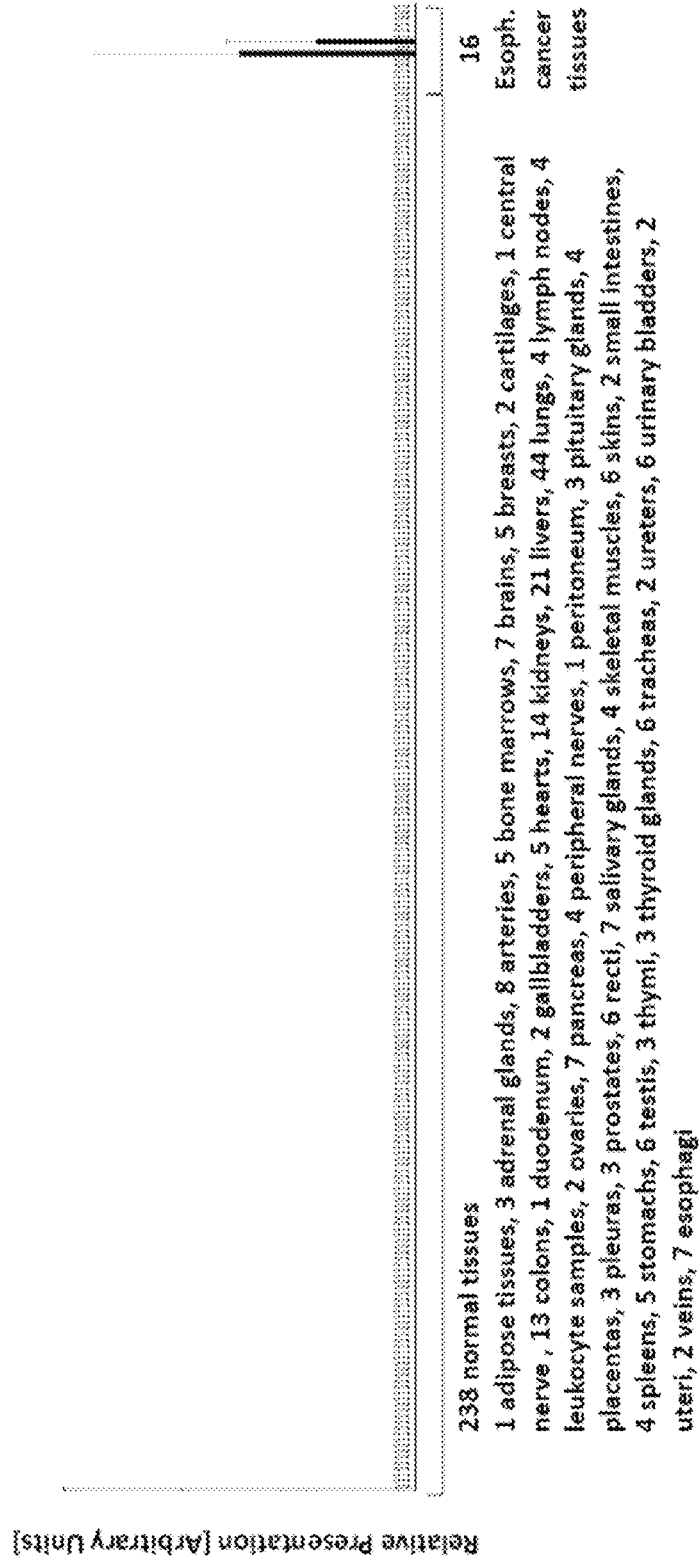 Relative Presentation [Arbitrary Units]
238 normal tissues
1 adipose tissues, 3 adrenal glands, 8 arteries, 5 bone marrows, 7 brains, 5 breasts, 2 cartilages, 1 central
nerve , 13 colons, 1 duodenum, 2 gallbladders, 5 hearts, 14 kidneys, 21 livers, 44 lungs, 4 lymph nodes, 4
leukocyte samples, 2 ovaries, 7 pancreas, 4 peripheral nerves, 1 peritoneum, 3 pituitary glands, 4
placentas, 3 pleuras, 3 prostates, 6 recti, 7 salivary glands, 4 skeletal muscles, 6 skins, 2 small intestines,
4 spleens, 5 stomachs, 6 testis, 3 thymi, 3 thyroid glands, 6 tracheas, 2 ureters, 6 urinary bladders, 2
uteri, 2 veins, 7 esophagi
16
Esoph.
cancer
tissues